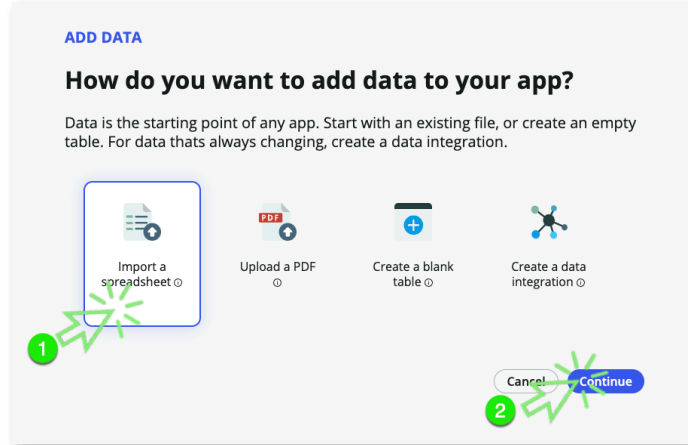 ADD DATA
How do you want to add data to your app?
Data is the starting point of any app. Start with an existing file, or create an empty
table. For data thats always changing, create a data integration.
PDF
Import a
spreadsheet
Upload a PDF
Create a blank
table
Create a data
integration
1
Cancel
Continue
2